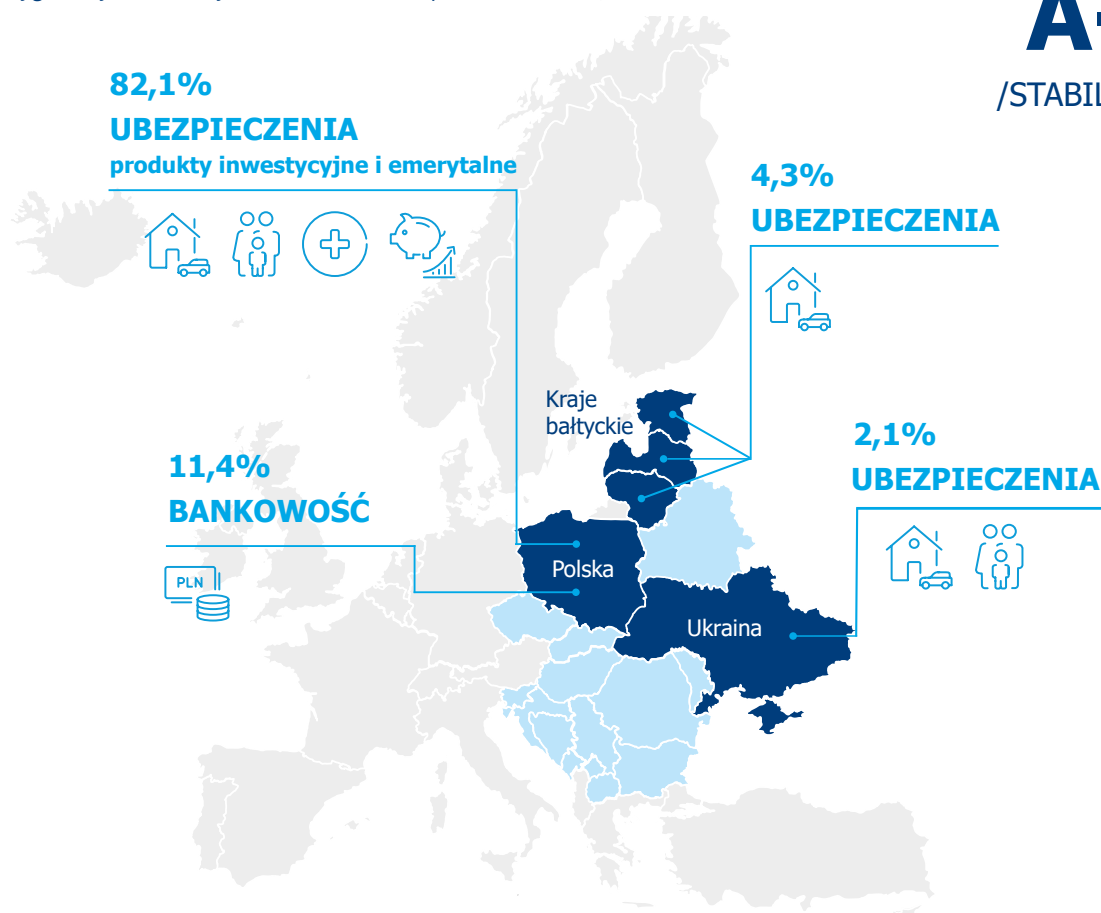 A
/STABIL
82,1%
UBEZPIECZENIA
produkty inwestycyjne i emerytalne
4,3%
UBEZPIECZENIA
Kraje
bałtyckie
2,1%
UBEZPIECZENIA
11,4%
BANKOWOŚĆ
PLN
Polska
Ukraina